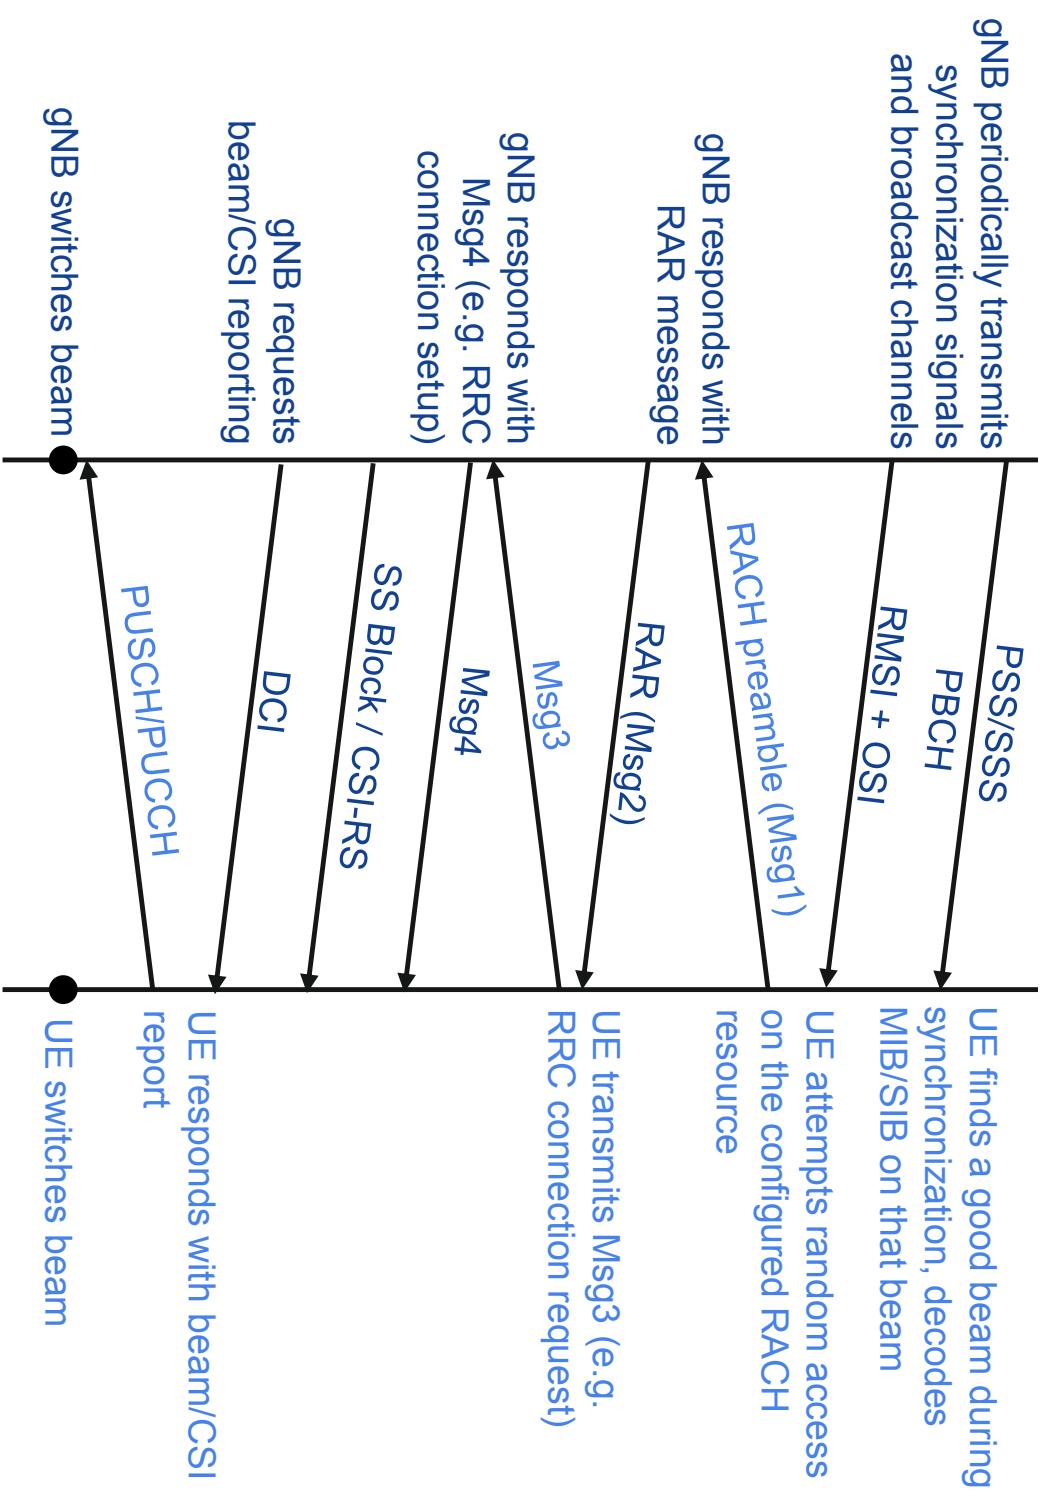 gNB periodically transmits
synchronization signals
and broadcast channels
PSS/SSS
PBCH
UE finds a good beam during
synchronization, decodes
MIB/SIB on that beam
RMSI + OSI
UE attempts random access
on the configured RACH
resource
RACH preamble (Msg1)
gNB responds with
RAR message
RAR (Msg2)
UE transmits Msg3 (e.g.
RRC connection request)
Msg3
gNB responds with
Msg4 (e.g. RRC
connection setup)
Msg4
SS Block / CSI-RS
gNB requests
beam/CSI reporting
DCI
UE responds with beam/CSI
report
PUSCH/PUCCH
gNB switches beam
UE switches beam